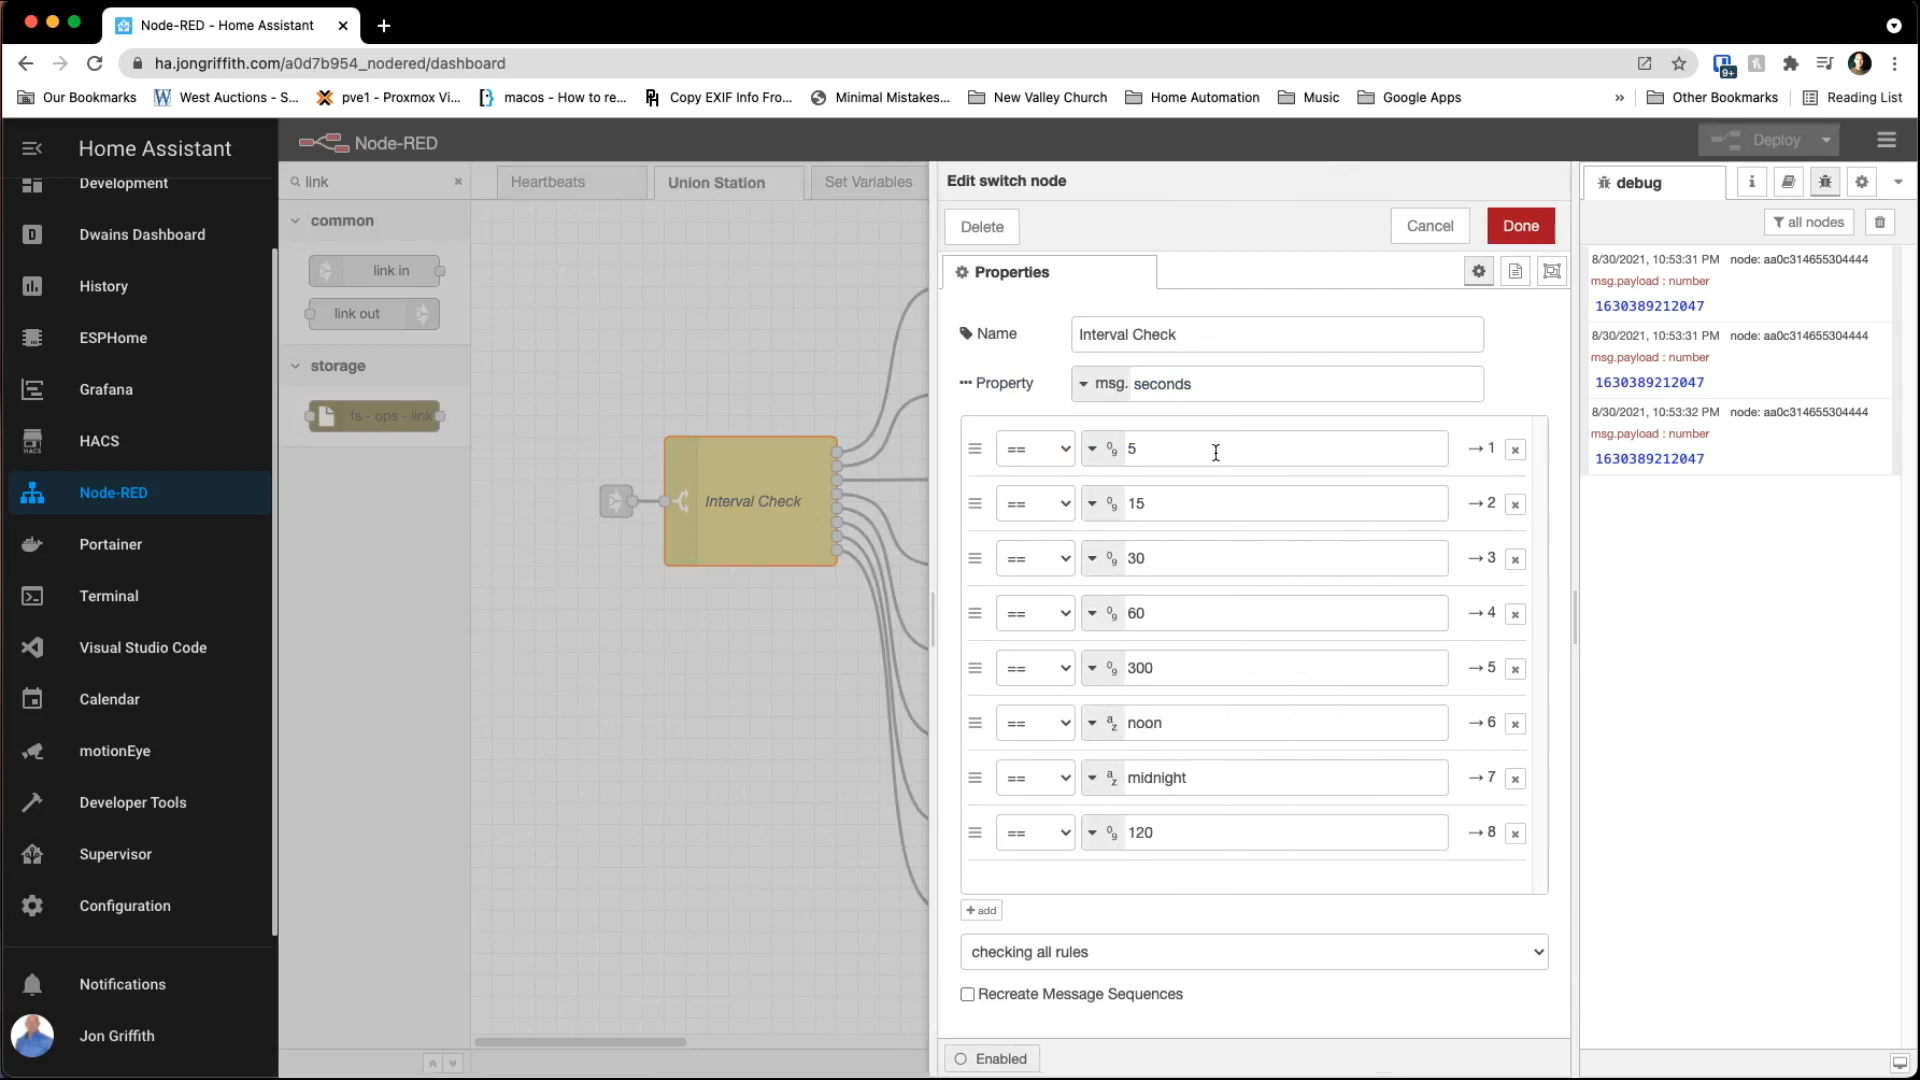 Node-RED - Home Assistant
ha.jongriffith.com/a0d7b954_nodered/dashboard
9+
Our Bookmarks
West Auctions - S...
pve1 - Proxmox Vi...
macos - How to re...
Copy EXIF Info Fro...
Minimal Mistakes...
New Valley Church
Home Automation
Music
Google Apps
»
Other Bookmarks
Reading List
Home Assistant
Development
Dwains Dashboard
History
ESPHome
Grafana
HACS
Node-RED
Portainer
Terminal
Visual Studio Code
Calendar
motionEye
Developer Tools
Supervisor
Configuration
Notifications
Jon Griffith
Node-RED
Deploy
link
common
link in
link out
storage
fs - ops - link
Heartbeats
Union Station
Set Variables
Interval Check
Edit switch node
Delete
Cancel
Done
Properties
Name
Interval Check
Property
msg. seconds
== 5 → 1
== 15 → 2
== 30 → 3
== 60 → 4
== 300 → 5
== noon → 6
== midnight → 7
== 120 → 8
+ add
checking all rules
Recreate Message Sequences
Enabled
debug
all nodes
8/30/2021, 10:53:31 PM node: aa0c314655304444
msg.payload : number
1630389212047
8/30/2021, 10:53:31 PM node: aa0c314655304444
msg.payload : number
1630389212047
8/30/2021, 10:53:32 PM node: aa0c314655304444
msg.payload : number
1630389212047